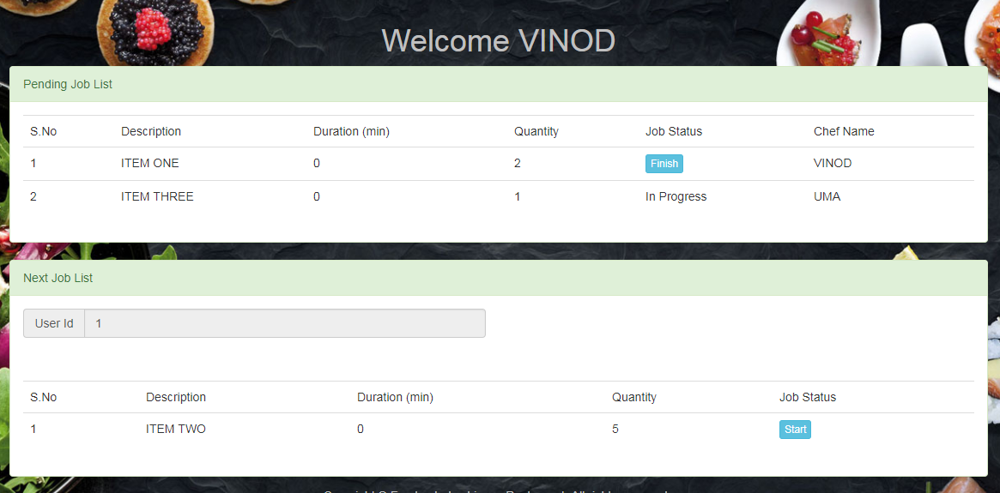 Welcome VINOD
Pending Job List
S.No Description Duration (min) Quantity Job Status Chef Name
1 ITEM ONE 0 2 Finish VINOD
2 ITEM THREE 0 1 In Progress UMA
Next Job List
User Id 1
S.No Description Duration (min) Quantity Job Status
1 ITEM TWO 0 5 Start